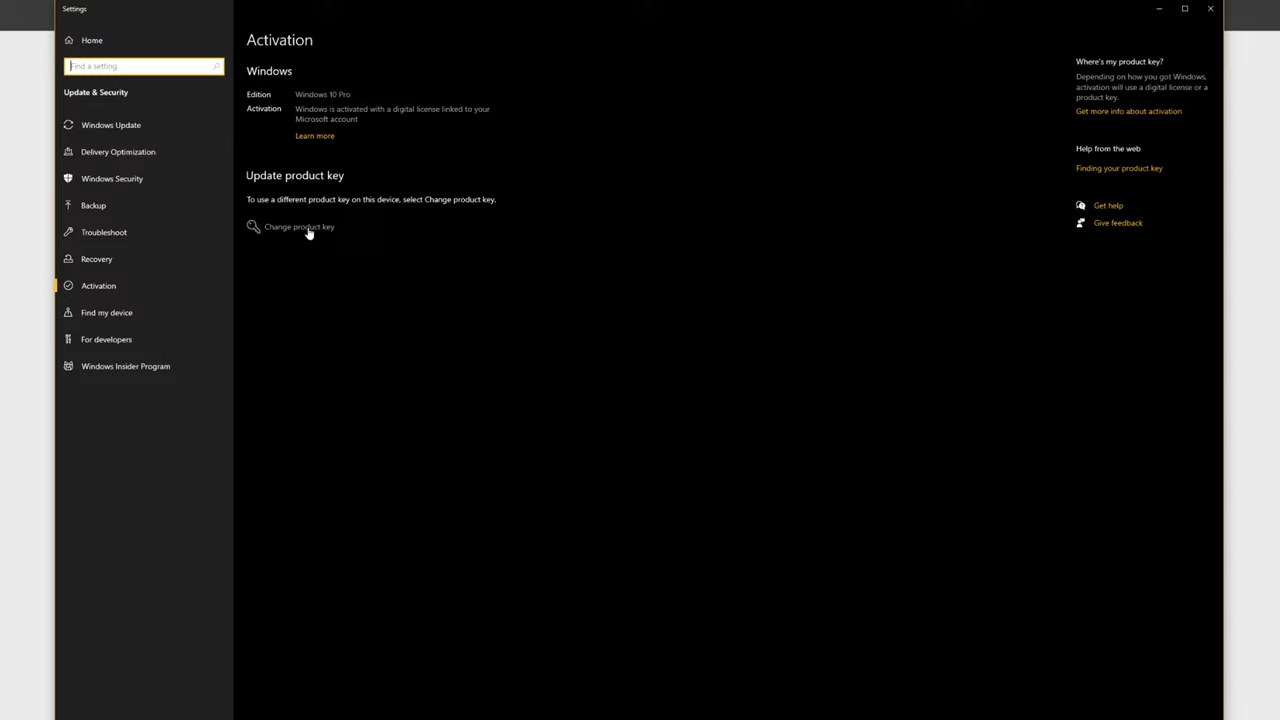 Settings
Home
Find a setting
Update & Security
Windows Update
Delivery Optimization
Windows Security
Backup
Troubleshoot
Recovery
Activation
Find my device
For developers
Windows Insider Program
Activation
Windows
Edition Windows 10 Pro
Activation Windows is activated with a digital license linked to your
Microsoft account
Learn more
Update product key
To use a different product key on this device, select Change product key.
Change product key
Where's my product key?
Depending on how you got Windows,
activation will use a digital license or a
product key.
Get more info about activation
Help from the web
Finding your product key
Get help
Give feedback